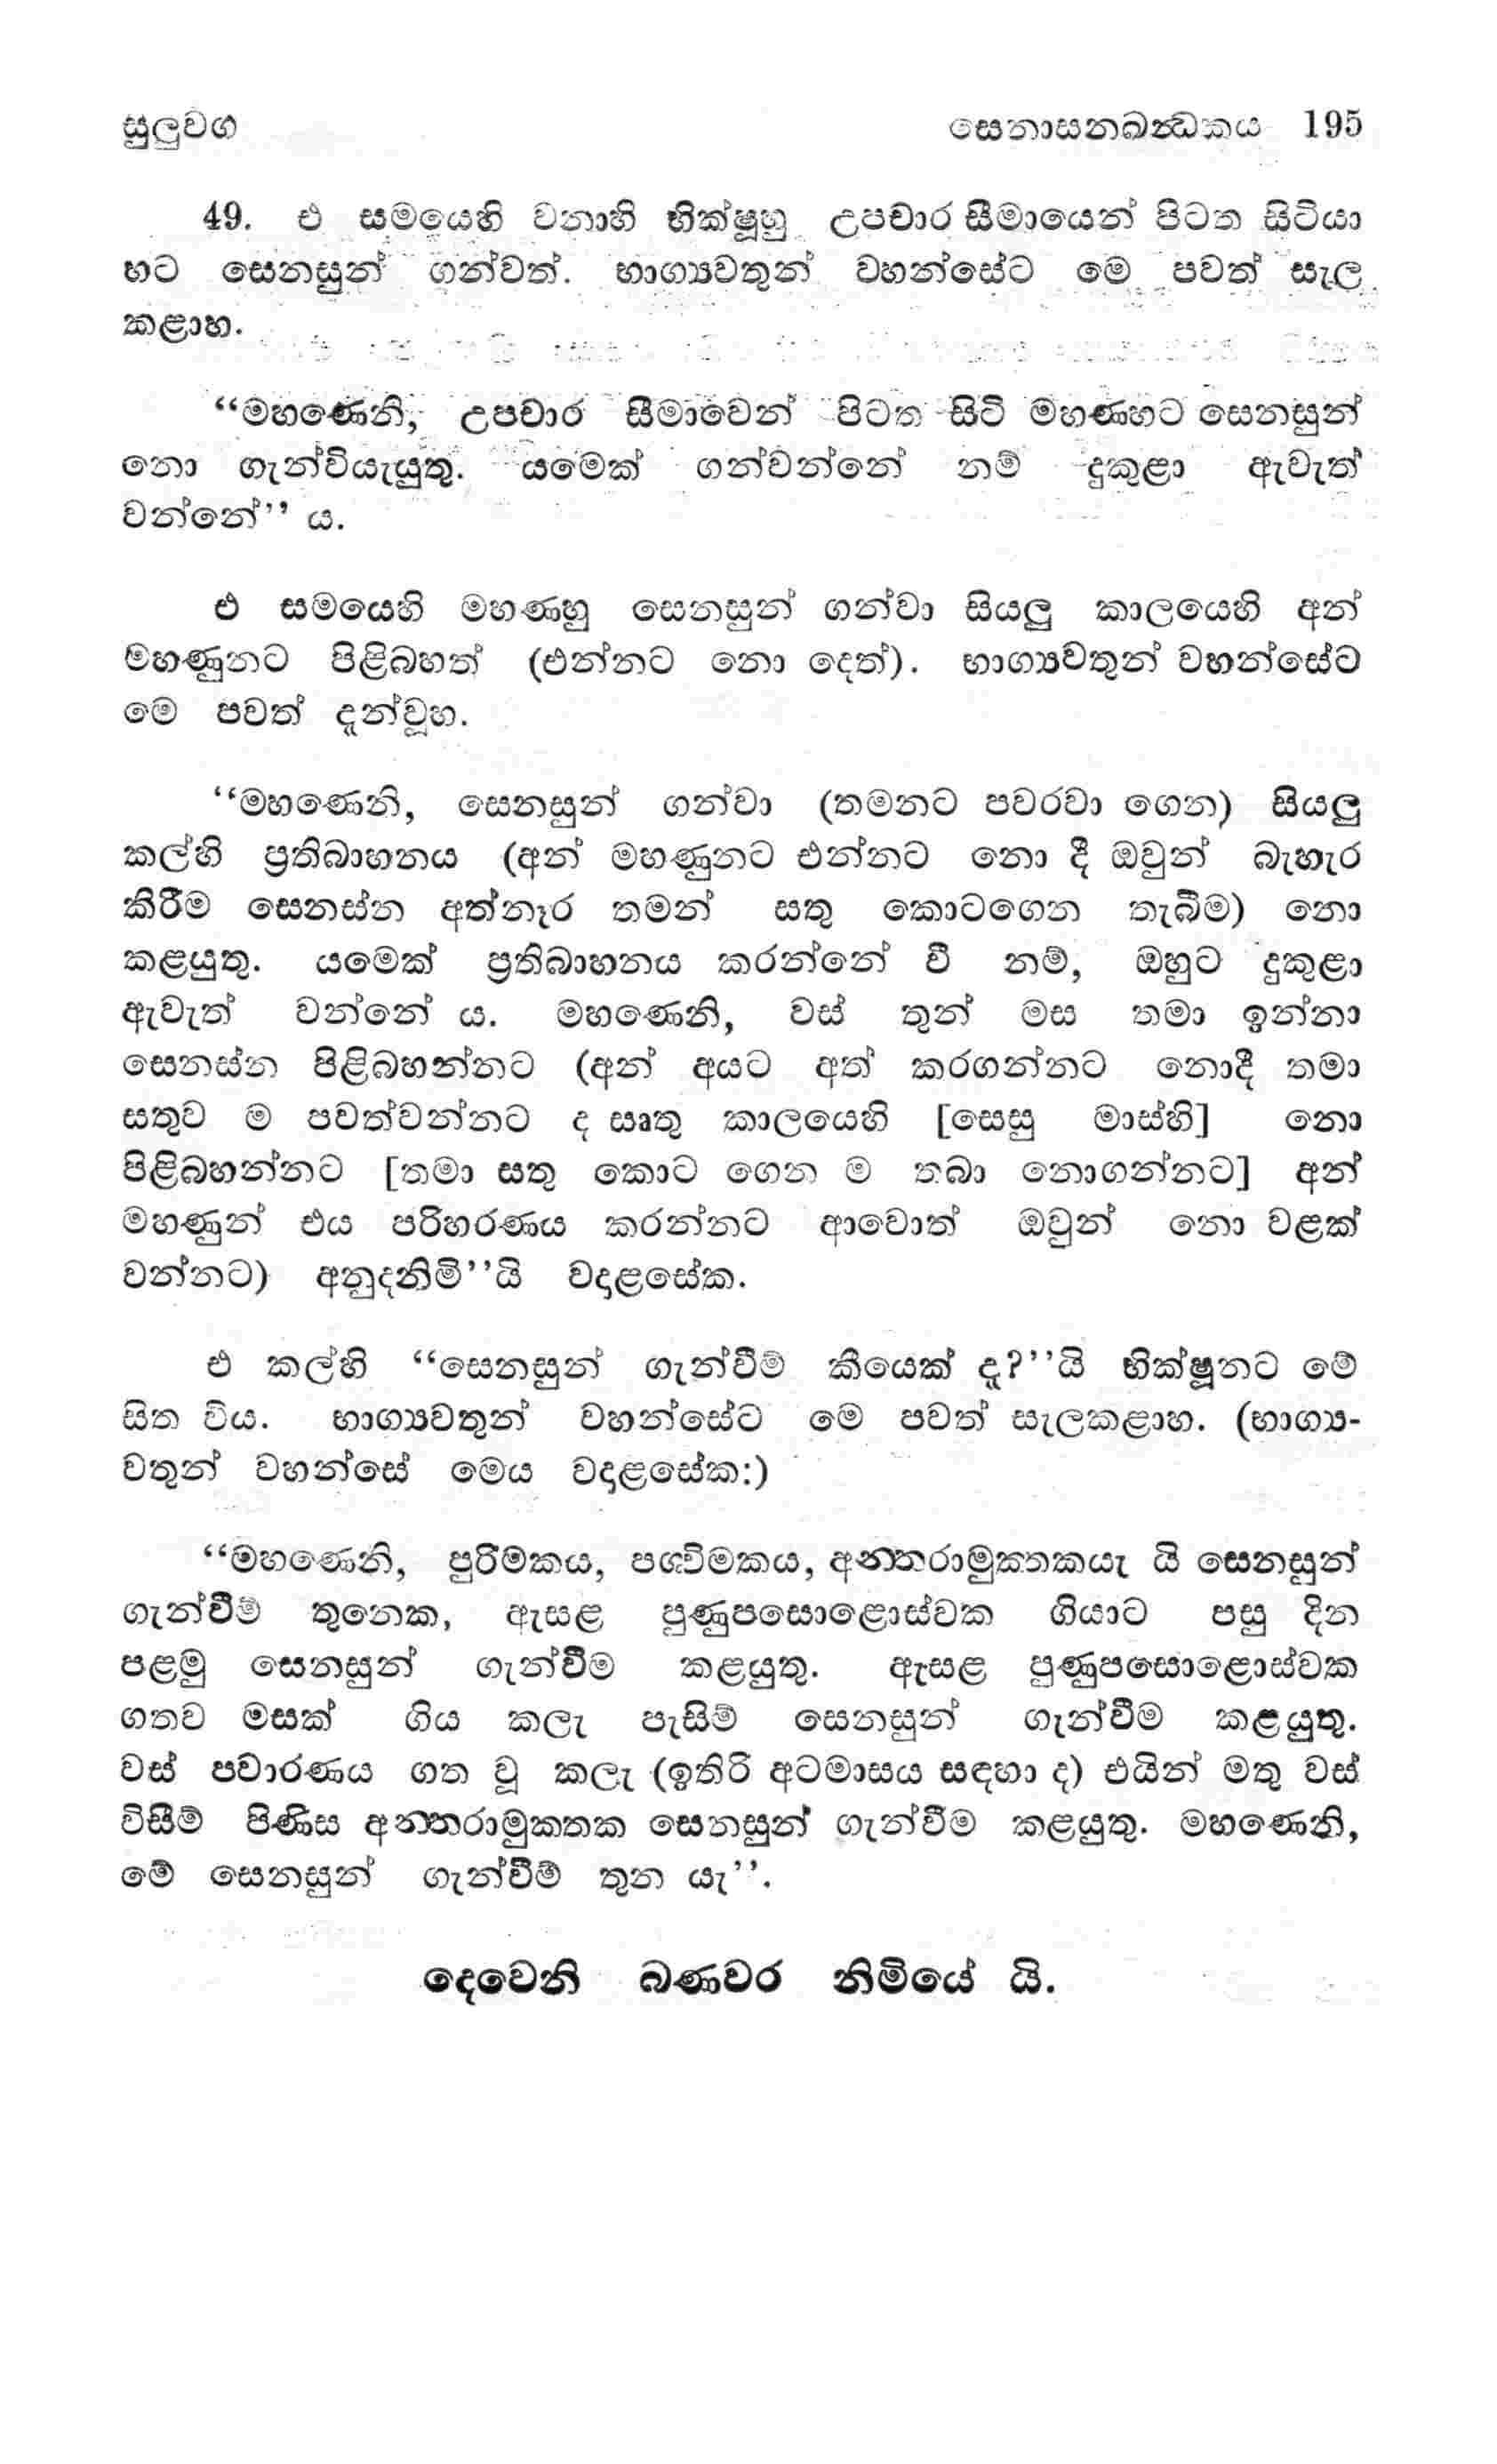 සුලුවග සෙනාසනඛන්‍ධකය 195
49. එ සමයෙහි වනාහි භික්ෂූහු උපචාර සීමායෙන් පිටත සිටියා
හට සෙනසුන් ගන්වත්. භාග්‍යවතුන් වහන්සේට මෙ පවත් සැල
කළාහ.
“මහණෙනි, උපචාර සීමාවෙන් පිටත සිටි මහණහට සෙනසුන්
නො ගැන්වියැයුතු. යමෙක් ගන්වන්නේ නම් දුකුළා ඇවැත්
වන්නේ” ය.
එ සමයෙහි මහණහු සෙනසුන් ගන්වා සියලු කාලයෙහි අන්
මහණුනට පිළිබහත් (එන්නට නො දෙත්). භාග්‍යවතුන් වහන්සේට
මෙ පවත් දැන්වූහ.
“මහණෙනි, සෙනසුන් ගන්වා (තමනට පවරවා ගෙන) සියලු
කල්හි ප්‍රතිබාහනය (අන් මහණුනට එන්නට නො දී ඔවුන් බැහැර
කිරීම සෙනස්න අත්නෑර තමන් සතු කොටගෙන තැබීම) නො
කළයුතු. යමෙක් ප්‍රතිබාහනය කරන්නේ වී නම්, ඔහුට දුකුළා
ඇවැත් වන්නේ ය. මහණෙනි, වස් තුන් මස තමා ඉන්නා
සෙනස්න පිළිබහන්නට (අන් අයට අත් කරගන්නට නොදී තමා
සතුව ම පවත්වන්නට ද සෘතු කාලයෙහි [සෙසු මාස්හි] නො
පිළිබහන්නට [තමා සතු කොට ගෙන ම තබා නොගන්නට] අන්
මහණුන් එය පරිහරණය කරන්නට ආවොත් ඔවුන් නො වළක්
වන්නට) අනුදනිමි”යි වදාළසේක.
එ කල්හි “සෙනසුන් ගැන්වීම් කීයෙක් දැ?”යි භික්ෂූනට මේ
සිත විය. භාග්‍යවතුන් වහන්සේට මෙ පවත් සැලකළාහ. (භාග්‍ය-
වතුන් වහන්සේ මෙය වදාළසේක:)
“මහණෙනි, පුරිමකය, පශ්චිමකය, අන්තරාමුක්තකයැ යි සෙනසුන්
ගැන්වීම් තුනෙක, ඇසළ පුණුපසොළොස්වක ගියාට පසු දින
පළමු සෙනසුන් ගැන්වීම කළයුතු. ඇසළ පුණුපසොළොස්වක
ගතව මසක් ගිය කලැ පැසිම් සෙනසුන් ගැන්වීම කළයුතු.
වස් පවාරණය ගත වූ කලැ (ඉතිරි අටමාසය සඳහා ද) එයින් මතු වස්
විසීම් පිණිස අන්තරාමුක්තක සෙනසුන් ගැන්වීම කළයුතු. මහණෙනි,
මේ සෙනසුන් ගැන්වීම් තුන යැ”.
දෙවෙනි බණවර නිමියේ යි.